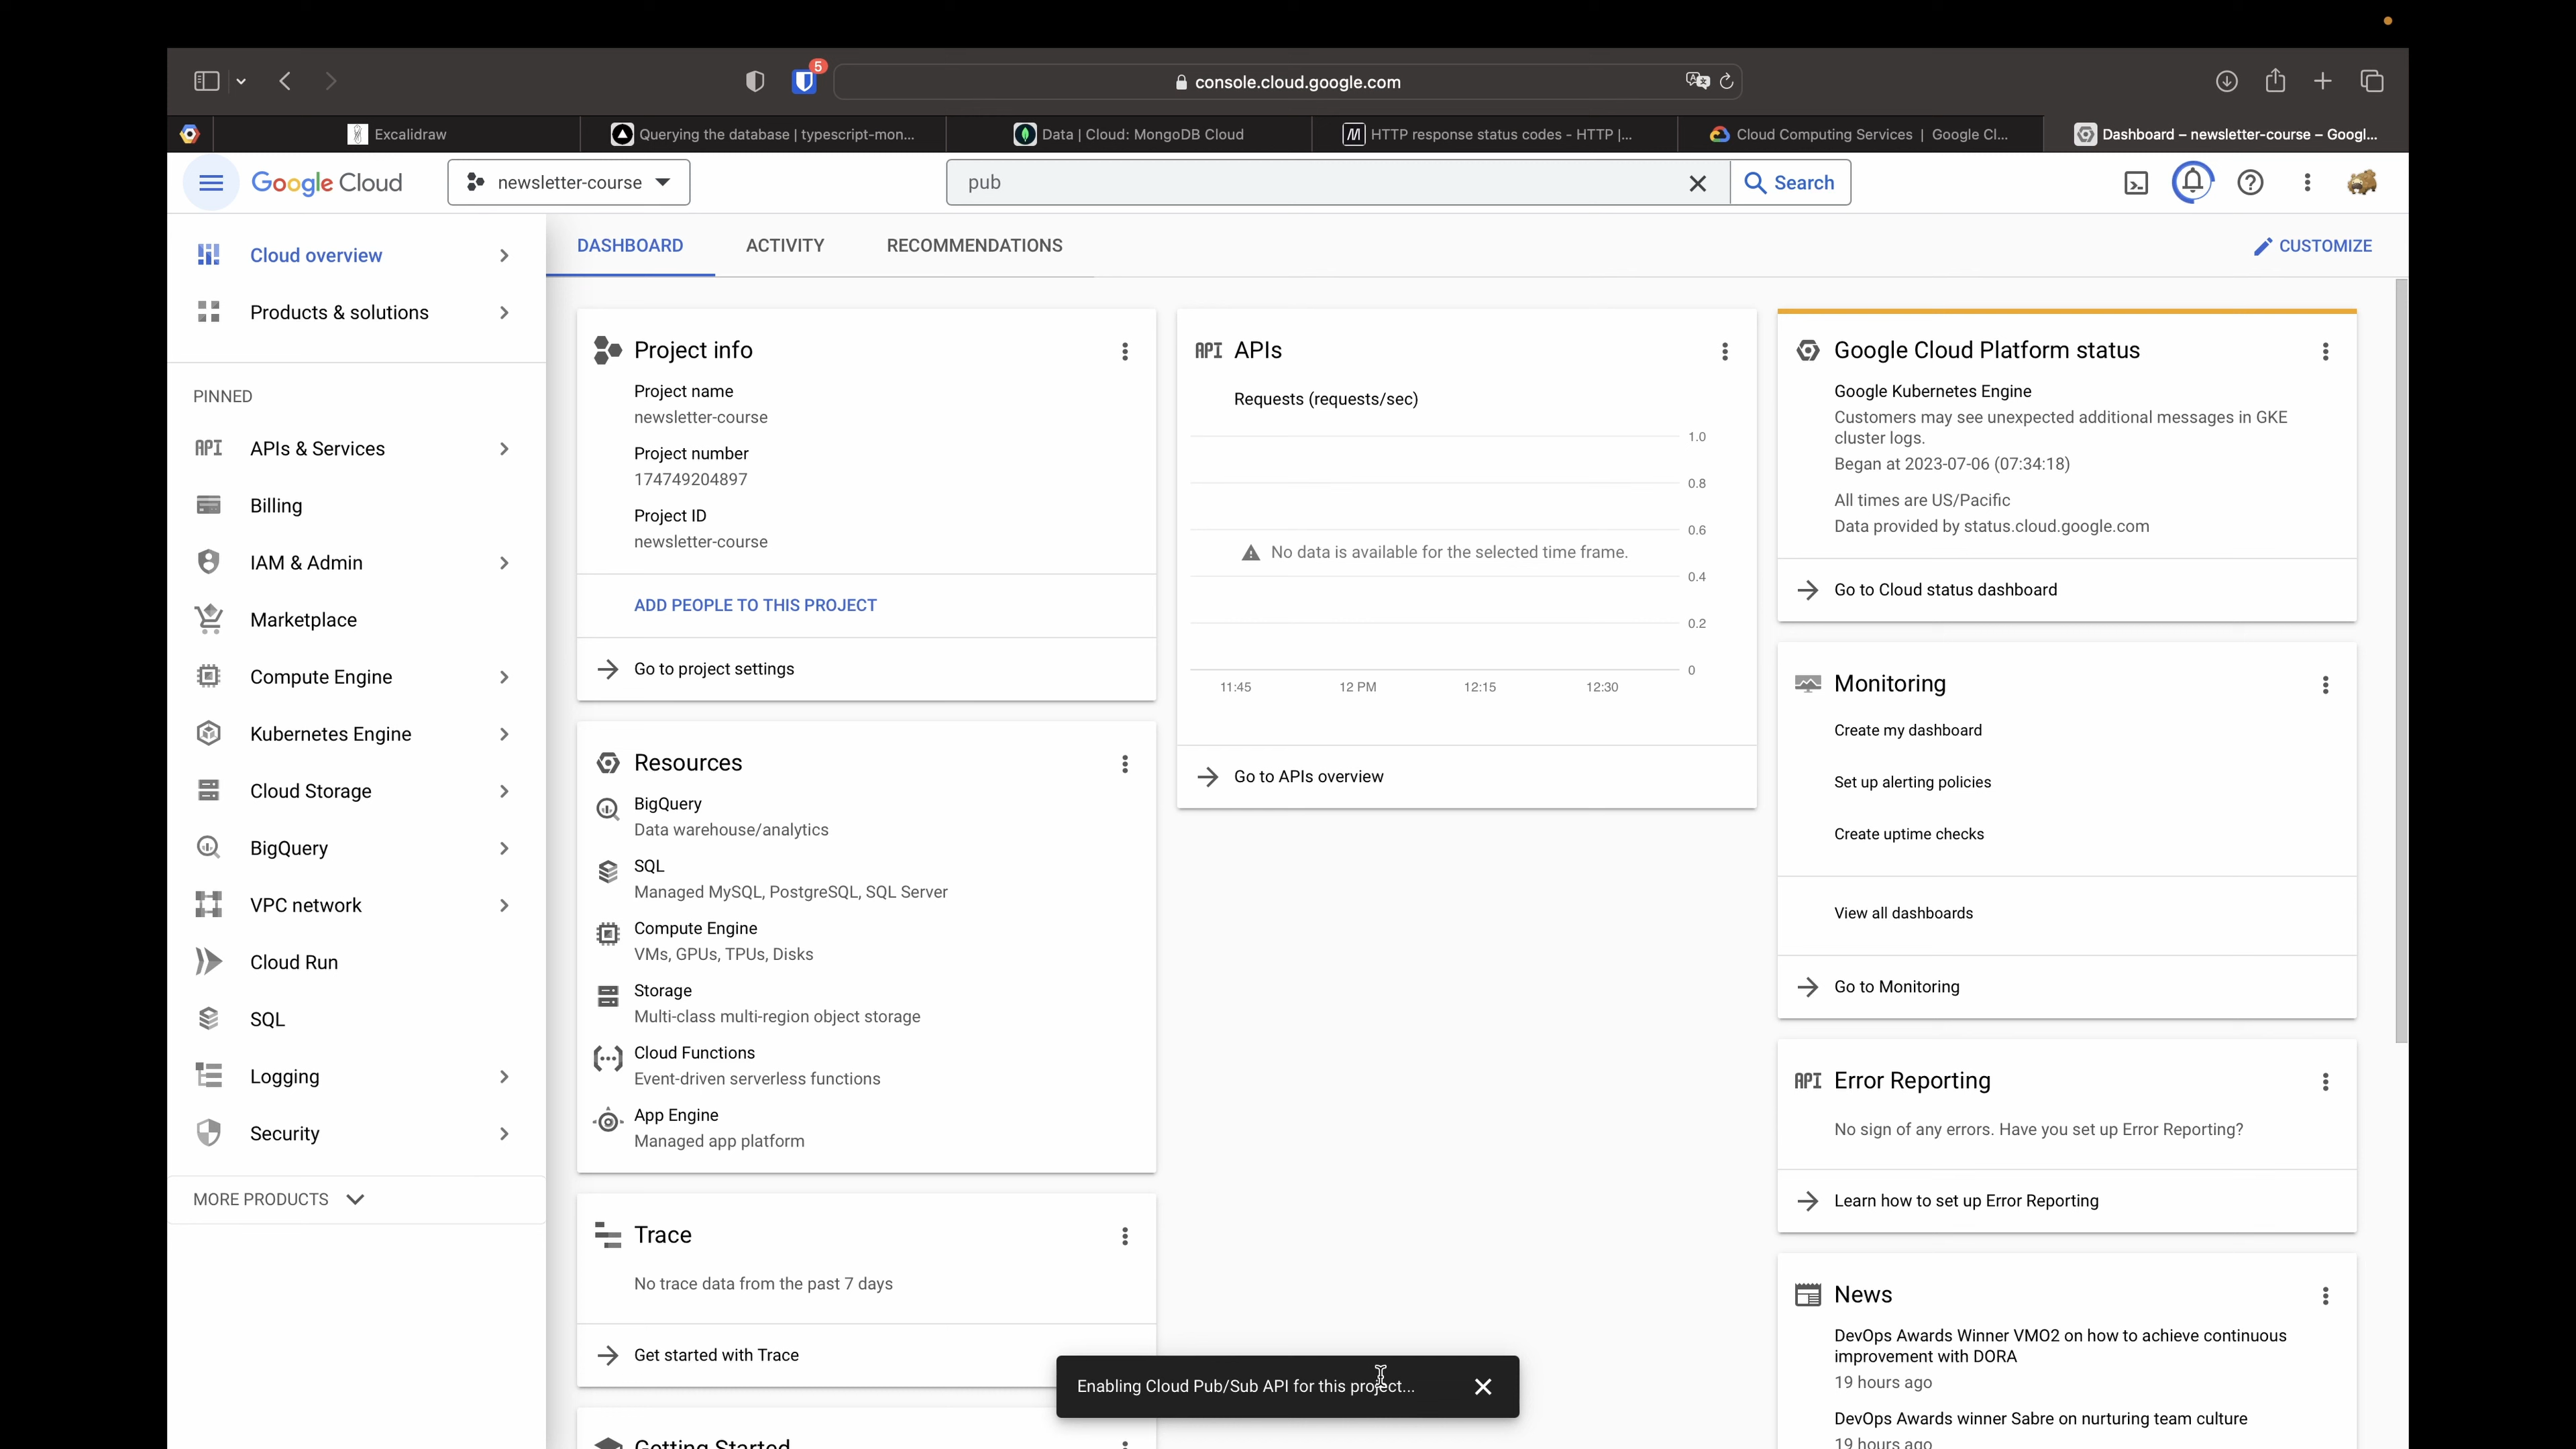 5
console.cloud.google.com
Excalidraw
Querying the database | typescript-mon...
Data | Cloud: MongoDB Cloud
HTTP response status codes - HTTP |...
Cloud Computing Services | Google Cl...
Dashboard – newsletter-course – Googl...
Google Cloud
newsletter-course
pub
Search
Cloud overview
Products & solutions
PINNED
API APIs & Services
Billing
IAM & Admin
Marketplace
Compute Engine
Kubernetes Engine
Cloud Storage
BigQuery
VPC network
Cloud Run
SQL
Logging
Security
MORE PRODUCTS
DASHBOARD
ACTIVITY
RECOMMENDATIONS
CUSTOMIZE
Project info
Project name
newsletter-course
Project number
174749204897
Project ID
newsletter-course
ADD PEOPLE TO THIS PROJECT
Go to project settings
Resources
BigQuery
Data warehouse/analytics
SQL
Managed MySQL, PostgreSQL, SQL Server
Compute Engine
VMs, GPUs, TPUs, Disks
Storage
Multi-class multi-region object storage
Cloud Functions
Event-driven serverless functions
App Engine
Managed app platform
Trace
No trace data from the past 7 days
Get started with Trace
Getting Started
API APIs
Requests (requests/sec)
1.0
0.8
0.6
No data is available for the selected time frame.
0.4
0.2
0
11:45
12 PM
12:15
12:30
Go to APIs overview
Google Cloud Platform status
Google Kubernetes Engine
Customers may see unexpected additional messages in GKE
cluster logs.
Began at 2023-07-06 (07:34:18)
All times are US/Pacific
Data provided by status.cloud.google.com
Go to Cloud status dashboard
Monitoring
Create my dashboard
Set up alerting policies
Create uptime checks
View all dashboards
Go to Monitoring
API Error Reporting
No sign of any errors. Have you set up Error Reporting?
Learn how to set up Error Reporting
News
DevOps Awards Winner VMO2 on how to achieve continuous
improvement with DORA
19 hours ago
DevOps Awards winner Sabre on nurturing team culture
19 hours ago
Enabling Cloud Pub/Sub API for this project...